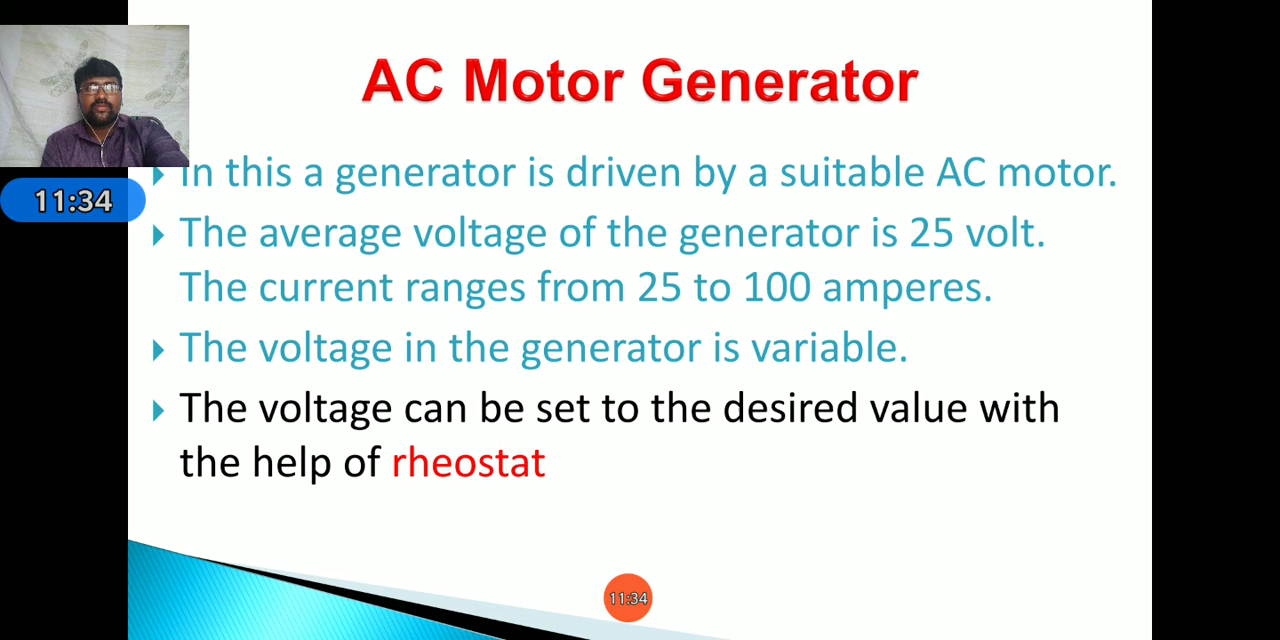 AC Motor Generator
In this a generator is driven by a suitable AC motor.
11:34
The average voltage of the generator is 25 volt.
The current ranges from 25 to 100 amperes.
The voltage in the generator is variable.
The voltage can be set to the desired value with
the help of rheostat
11:34